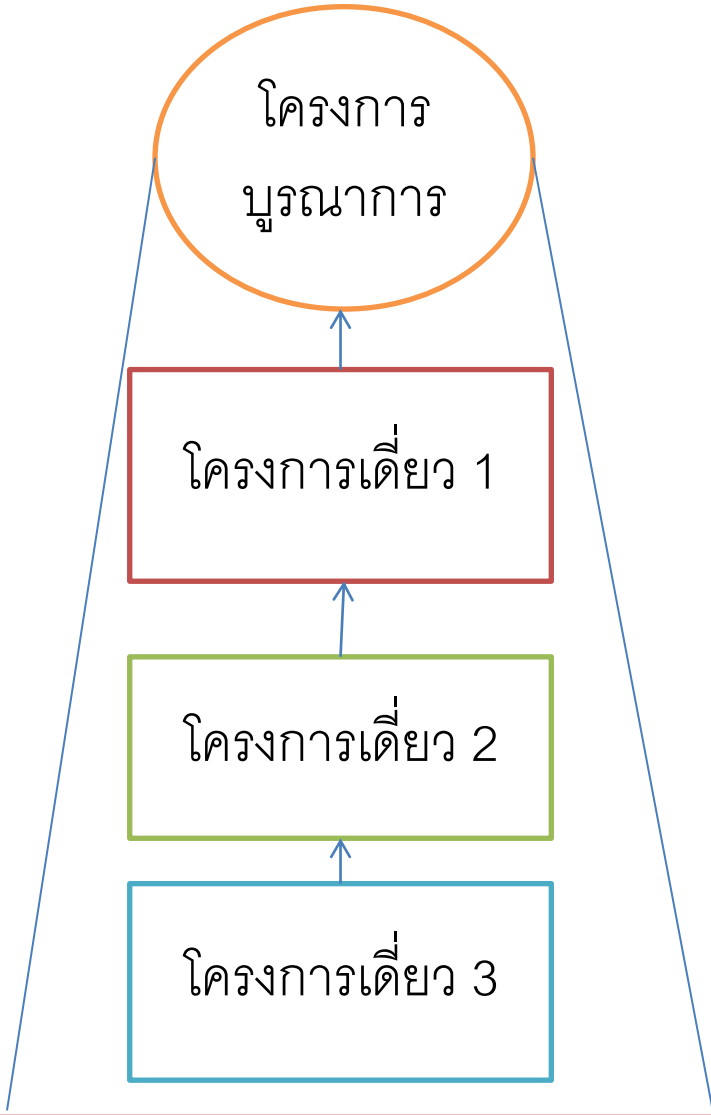 โครงการ
บูรณาการ
โครงการเดี่ยว 1
โครงการเดี่ยว 2
โครงการเดี่ยว 3